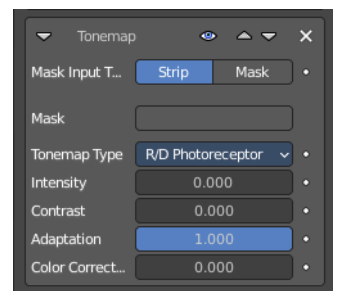 Tonemap
Mask Input T... Strip Mask
Mask
Tonemap Type R/D Photoreceptor
Intensity 0.000
Contrast 0.000
Adaptation 1.000
Color Correct... 0.000